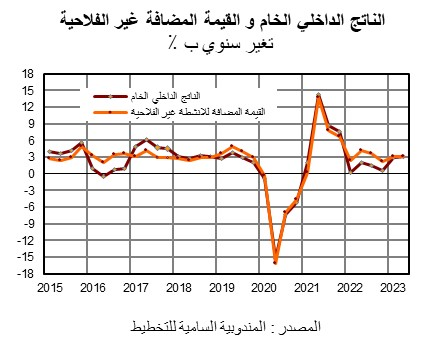 الناتج الداخلي الخام و القيمة المضافة غير الفلاحية
تغير سنوي ب ٪
18
15
12
9
6
3
0
-3
-6
-9
-12
-15
-18
الناتج الداخلي الخام
القيمة المضافة للانشطة غير الفلاحية
2015 2016 2017 2018 2019 2020 2021 2022 2023
المصدر : المندوبية السامية للتخطيط